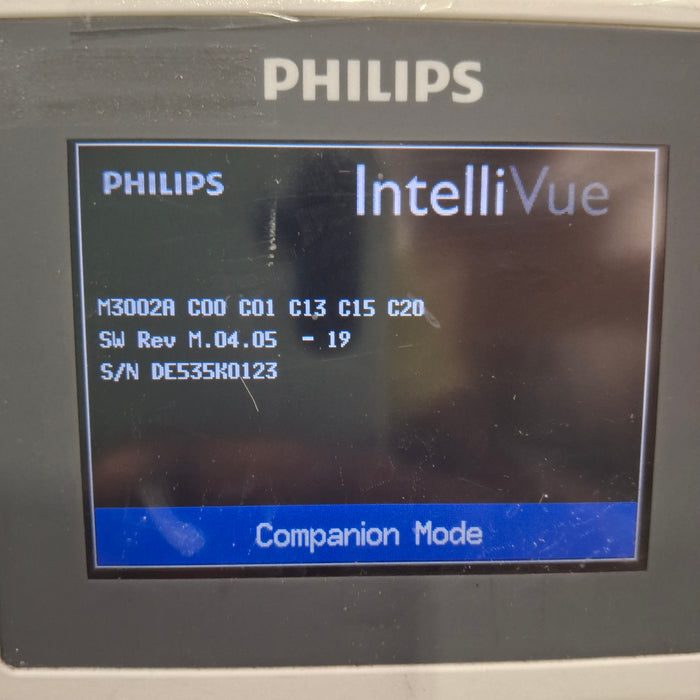 PHILIPS
PHILIPS IntelliVue
M3002A C00 C01 C13 C15 C20
SW Rev M.04.05 - 19
S/N DE535K0123
Companion Mode